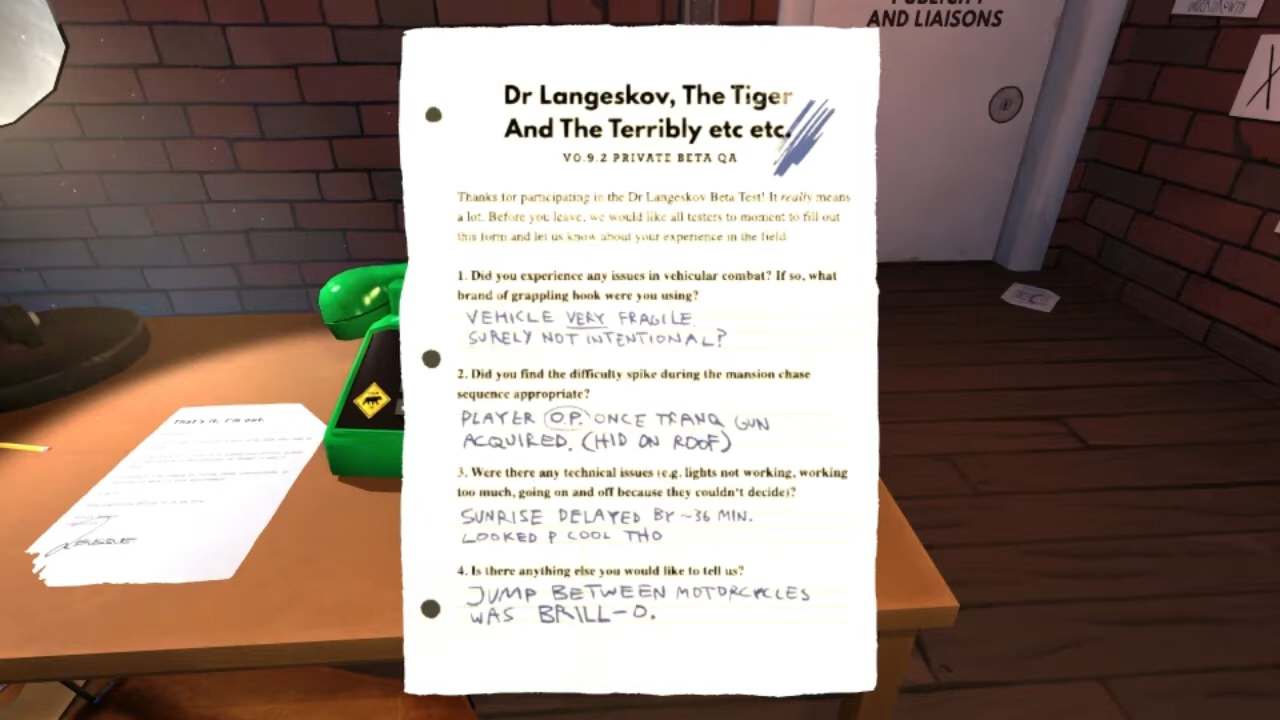 PUBLICITY
AND LIAISONS
Dr Langeskov, The Tiger
And The Terribly etc etc.
V0.9.2 PRIVATE BETA QA
Thanks for participating in the Dr Langeskov Beta Test! It really means
a lot. Before you leave, we would like all testers to moment to fill out
this form and let us know about your experience in the field
1. Did you experience any issues in vehicular combat? If so, what
brand of grappling hook were you using?
VEHICLE VERY FRAGILE.
SURELY NOT INTENTIONAL?
2. Did you find the difficulty spike during the mansion chase
sequence appropriate?
PLAYER O.P. ONCE TRANQ GUN
ACQUIRED. (HID ON ROOF)
3. Were there any technical issues (e.g. lights not working, working
too much, going on and off because they couldn't decide)?
SUNRISE DELAYED BY ~36 MIN.
LOOKED P COOL THO
4. Is there anything else you would like to tell us?
JUMP BETWEEN MOTORCYCLES
WAS BRILL-O.
That's it, I'm out.